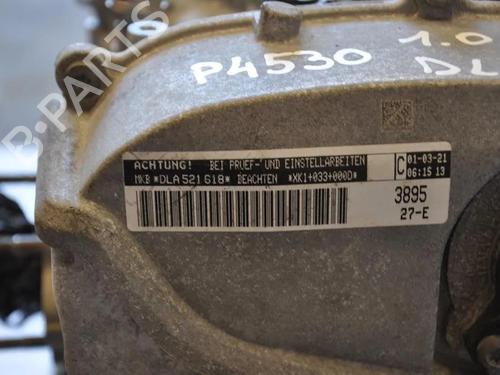 P4530 1.0
DL
B-PARTS
ACHTUNG! BEI PRUEF-UND EINSTELLARBEITEN
MKB *DLA 521 618* BEACHTEN *XK1+033+000D*
C 01-03-21
06:15 13
3895
27-E